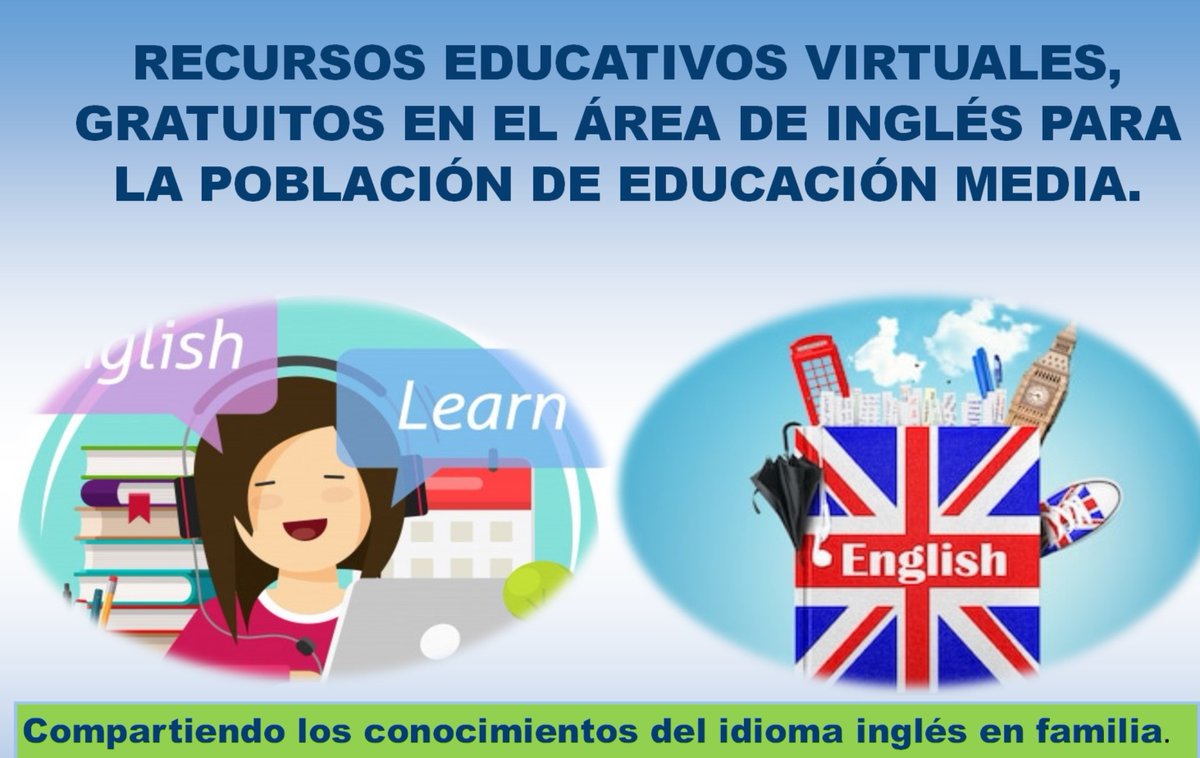 RECURSOS EDUCATIVOS VIRTUALES,
GRATUITOS EN EL ÁREA DE INGLÉS PARA
LA POBLACIÓN DE EDUCACIÓN MEDIA.
glish
Learn
English
Compartiendo los conocimientos del idioma inglés en familia.